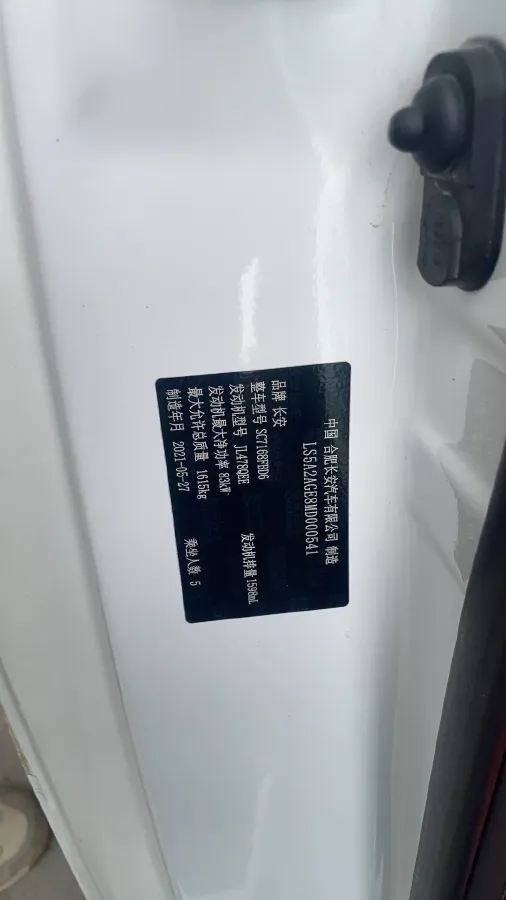 中国 合肥长安汽车有限公司 制造
LS5A2AGE8MD000541
品牌 长安
整车型号 SC7168FBD6
发动机型号 JL478QEE 发动机排量 1598mL
发动机最大净功率 83kW
最大允许总质量 1615kg
制造年月 2021-05-27 乘坐人数 5